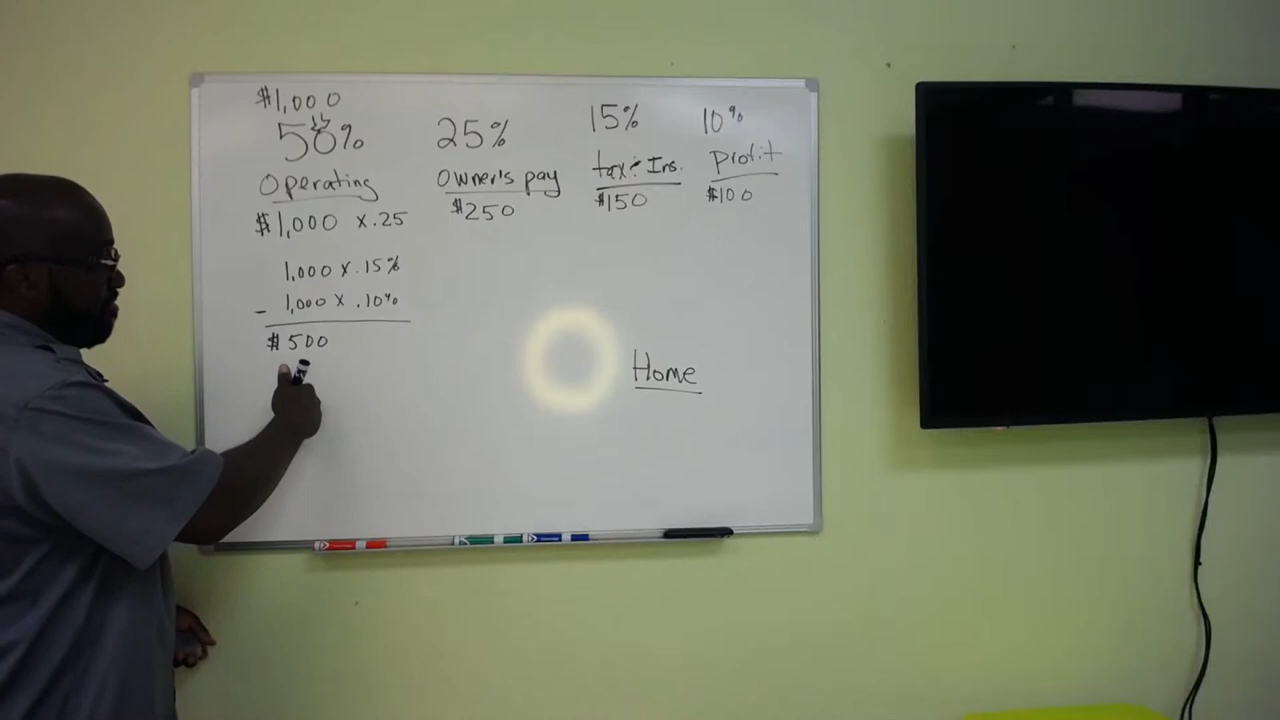 $1,000
50% 25% 15% 10%
Operating Owner's pay tax & Ins. Profit
$1,000 x .25 $250 $150 $100
1,000 x .15%
- 1,000 x .10%
$500
Home